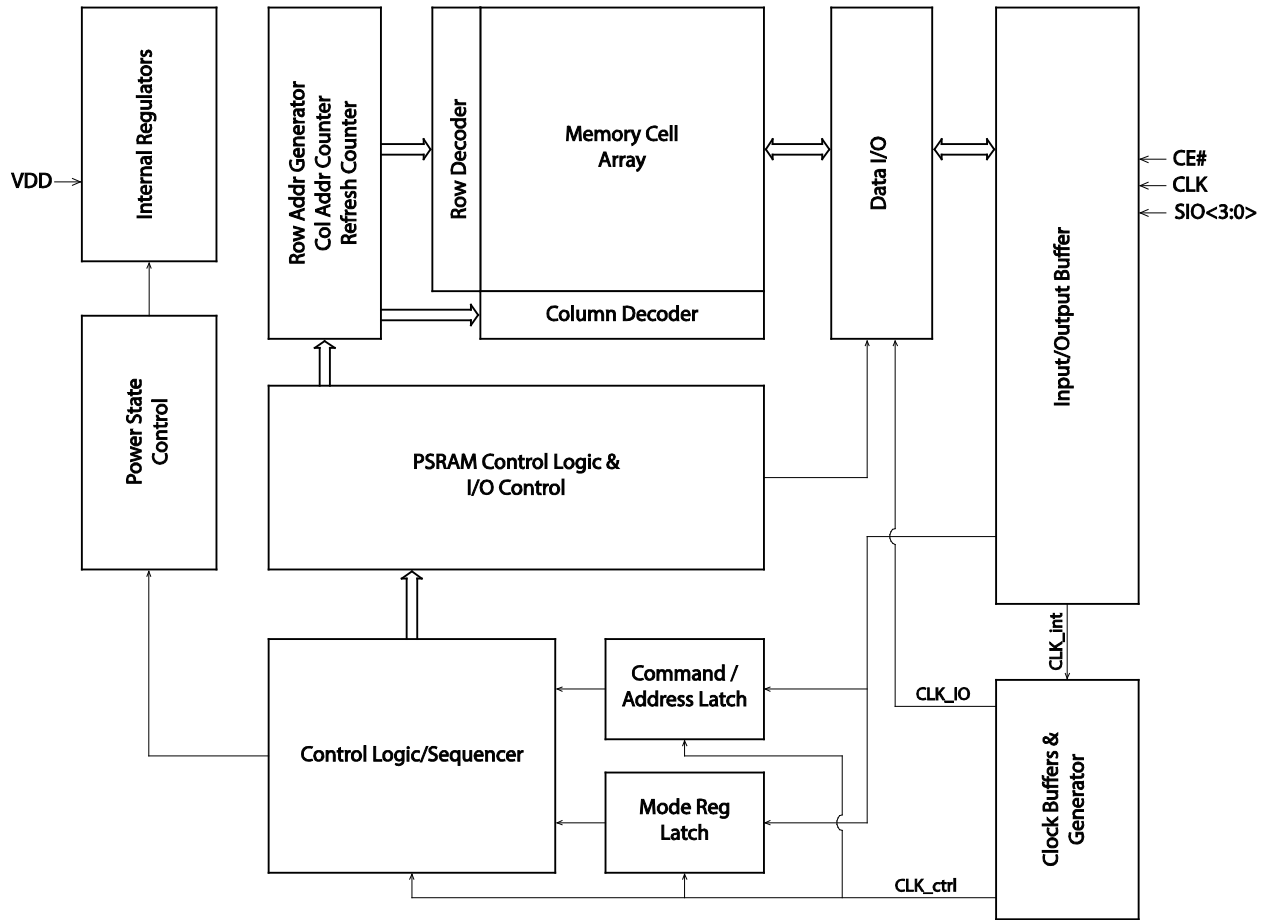 VDD
Internal Regulators
Power State
Control
Row Addr Generator
Col Addr Counter
Refresh Counter
Row Decoder
Memory Cell
Array
Column Decoder
Data I/O
Input/Output Buffer
CE#
CLK
SIO<3:0>
PSRAM Control Logic &
I/O Control
CLK_int
Control Logic/Sequencer
Command /
Address Latch
Mode Reg
Latch
CLK_IO
CLK_ctrl
Clock Buffers &
Generator